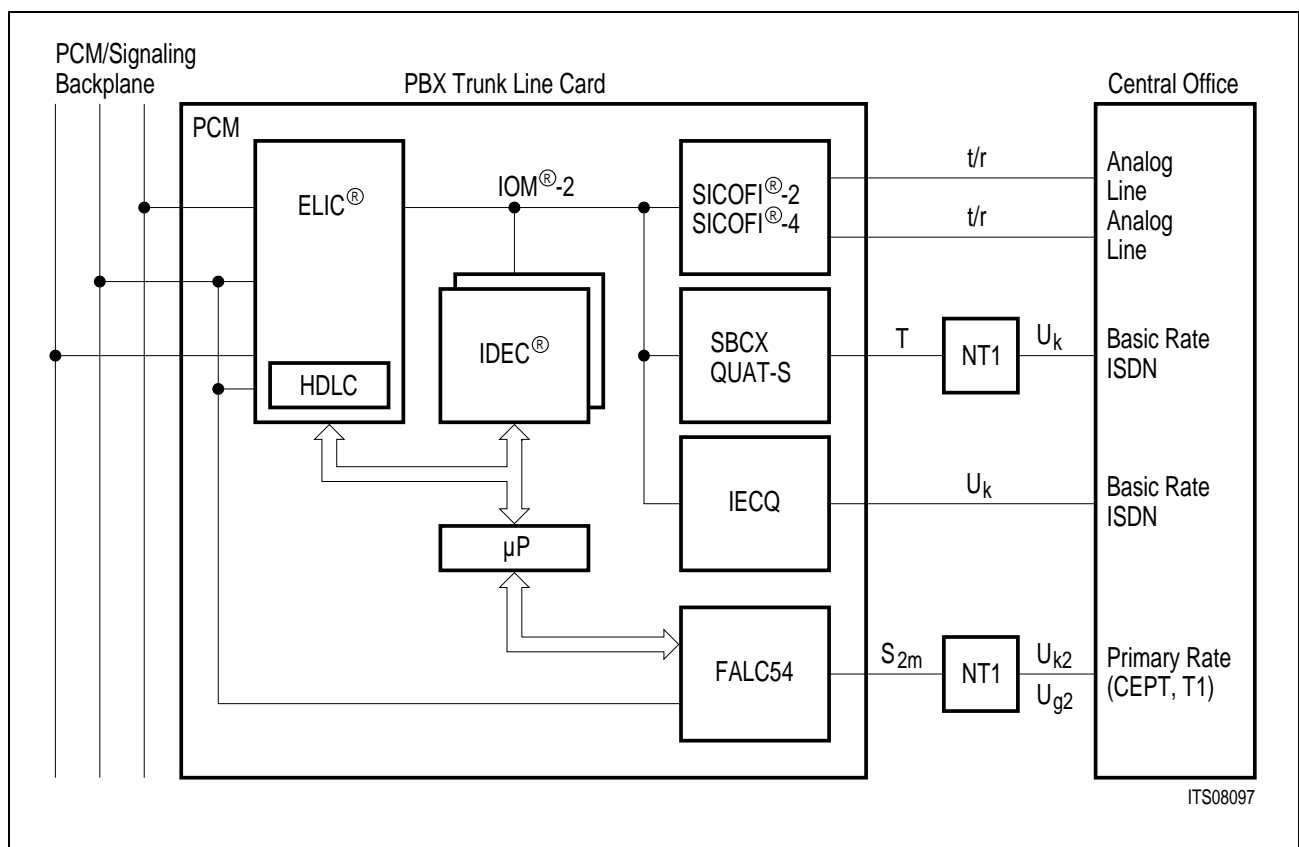 PCM/Signaling
Backplane
PBX Trunk Line Card
Central Office
PCM
ELIC®
HDLC
IOM®-2
IDEC®
µP
SICOFI®-2
SICOFI®-4
t/r
t/r
Analog
Line
Analog
Line
SBCX
QUAT-S
T
NT1
Uk
Basic Rate
ISDN
IECQ
Uk
Basic Rate
ISDN
FALC54
S2m
NT1
Uk2
Ug2
Primary Rate
(CEPT, T1)
ITS08097